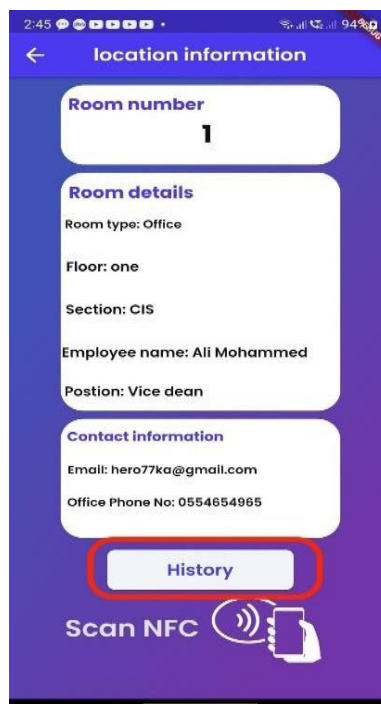 2:45
94%
location information
Room number
1
Room details
Room type: Office
Floor: one
Section: CIS
Employee name: Ali Mohammed
Postion: Vice dean
Contact information
Email: hero77ka@gmail.com
Office Phone No: 0554654965
History
Scan NFC